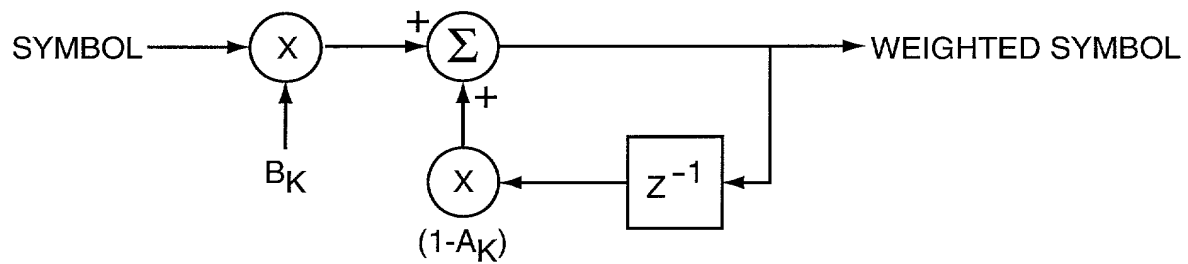 SYMBOL
X
+
Σ
WEIGHTED SYMBOL
+
B_K
X
Z^-1
(1-A_K)